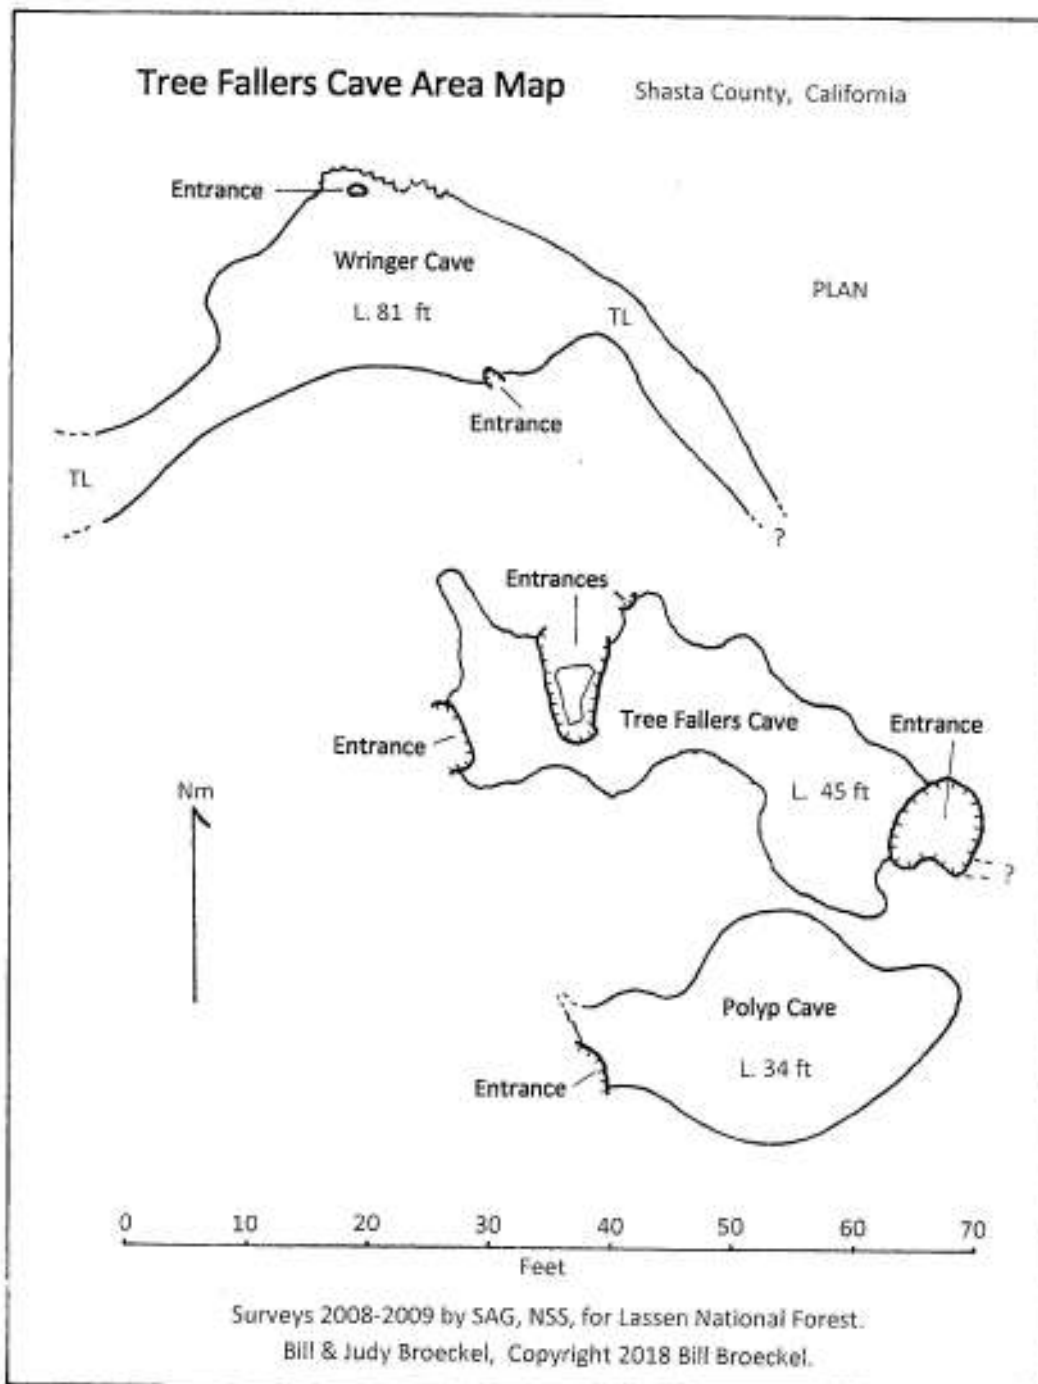 Tree Fallers Cave Area Map
Shasta County, California
Entrance
Wringer Cave
PLAN
L. 81 ft
TL
Entrance
TL
?
Entrances
Tree Fallers Cave
Entrance
Entrance
L. 45 ft
Nm
?
Polyp Cave
L. 34 ft
Entrance
0 10 20 30 40 50 60 70
Feet
Surveys 2008-2009 by SAG, NSS, for Lassen National Forest.
Bill & Judy Broeckel, Copyright 2018 Bill Broeckel.